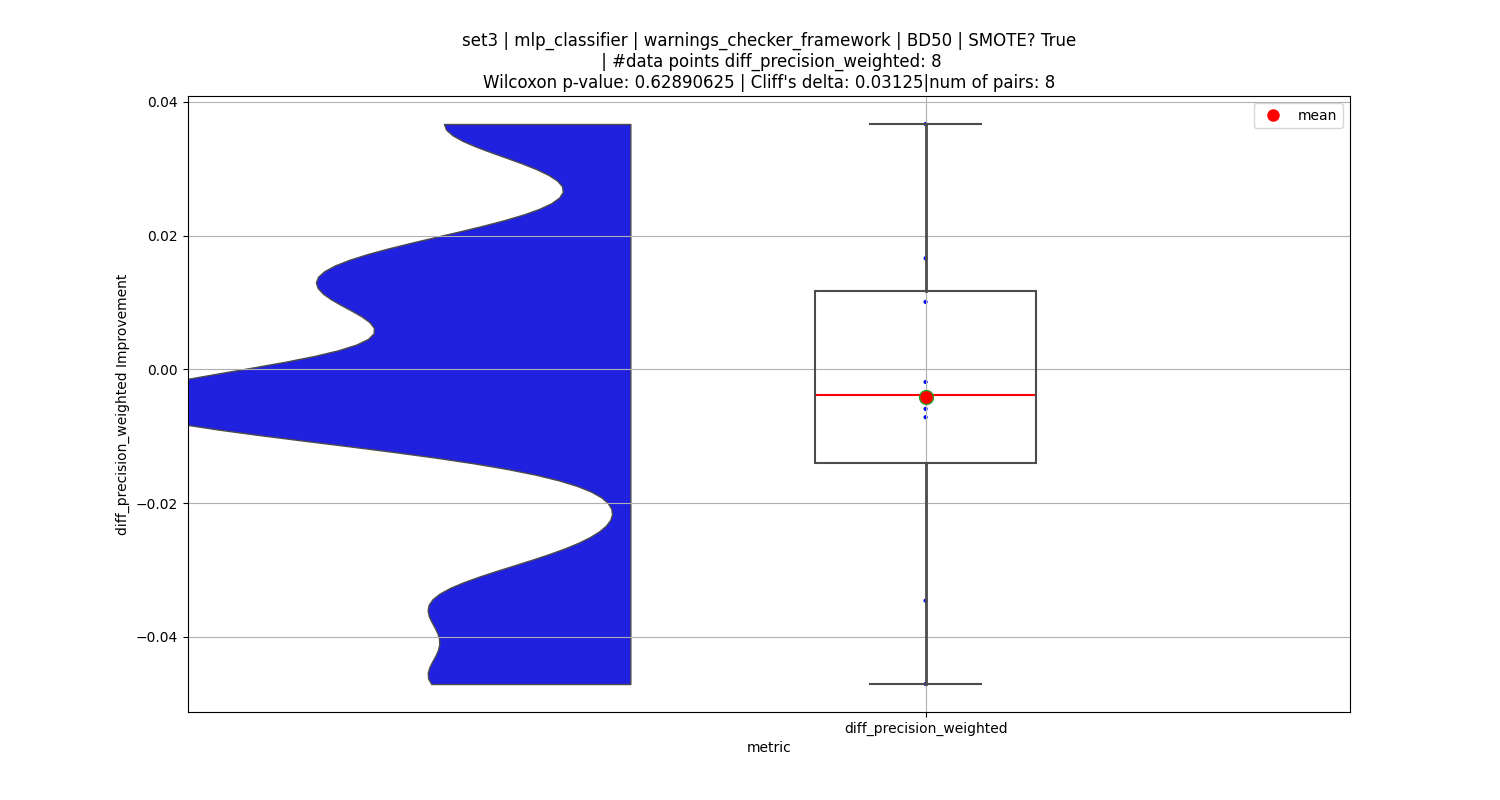 set3 | mlp_classifier | warnings_checker_framework | BD50 | SMOTE? True
| #data points diff_precision_weighted: 8
Wilcoxon p-value: 0.62890625 | Cliff's delta: 0.03125|num of pairs: 8
mean
0.04
0.02
0.00
−0.02
−0.04
diff_precision_weighted Improvement
diff_precision_weighted
metric